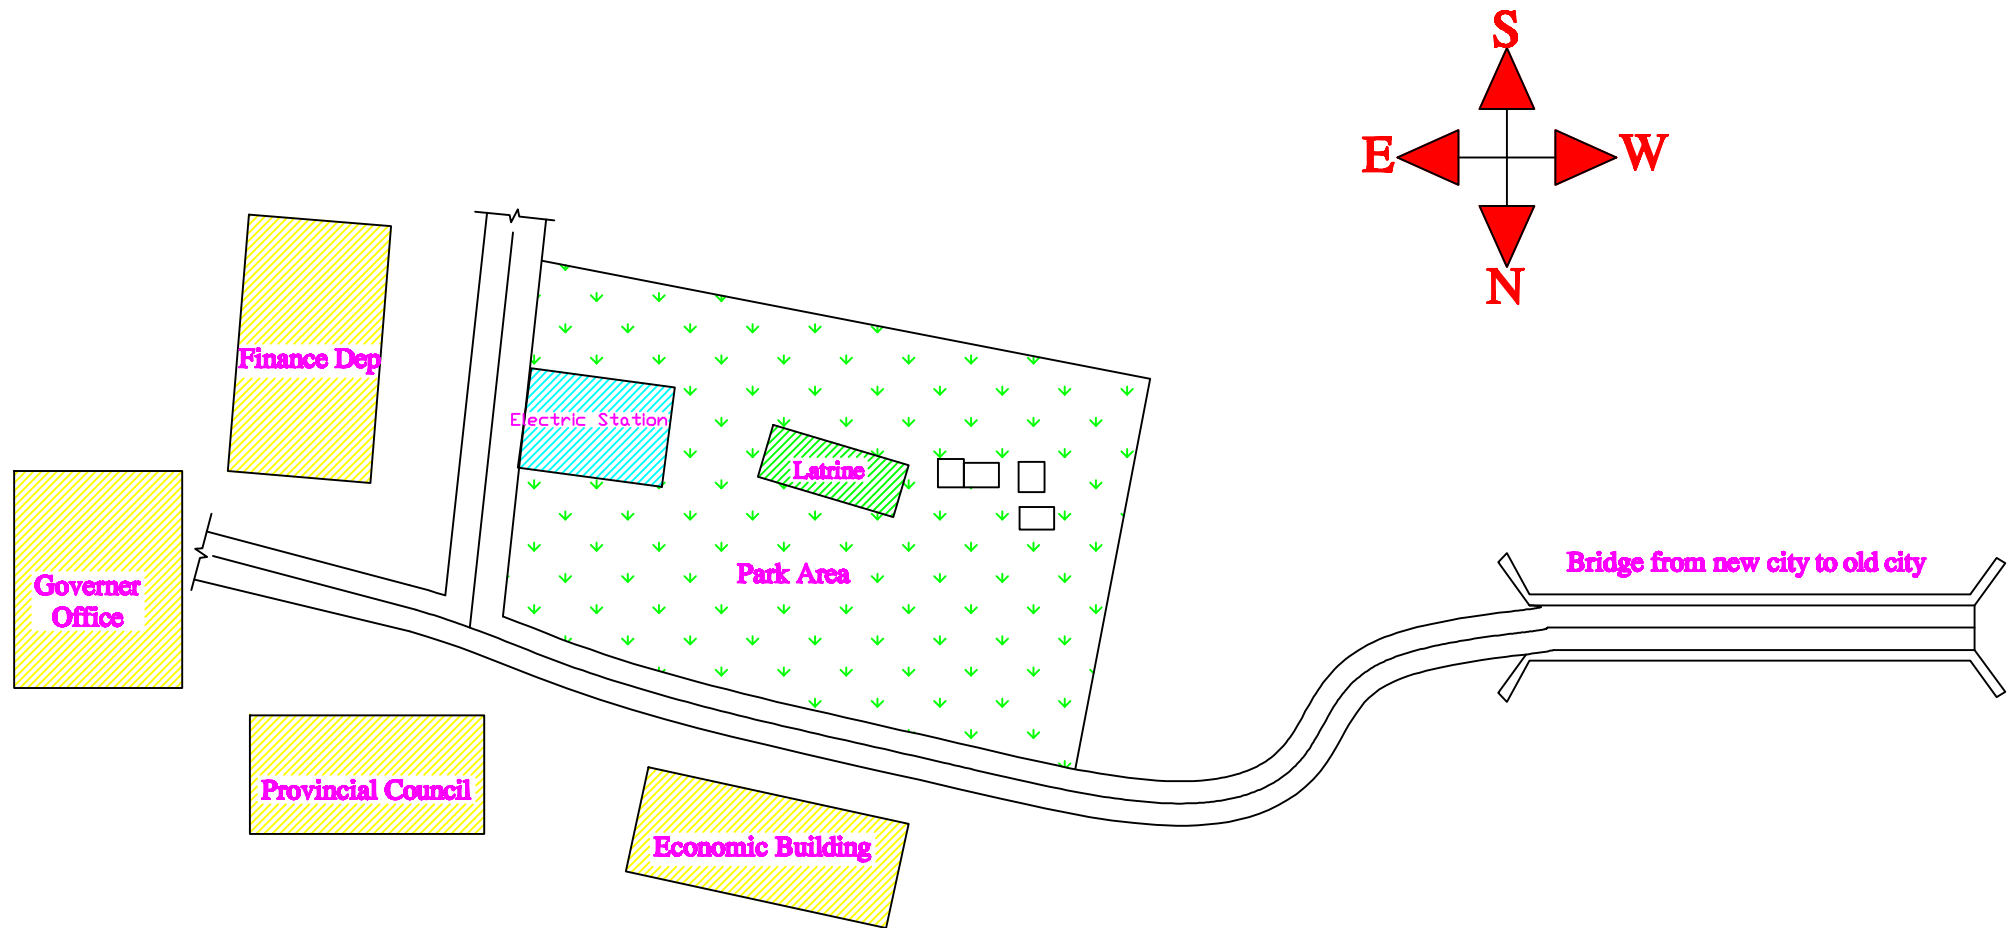 S
E
W
N
Finance Dep
Electric Station
Latrine
Governer
Office
Park Area
Bridge from new city to old city
Provincial Council
Economic Building